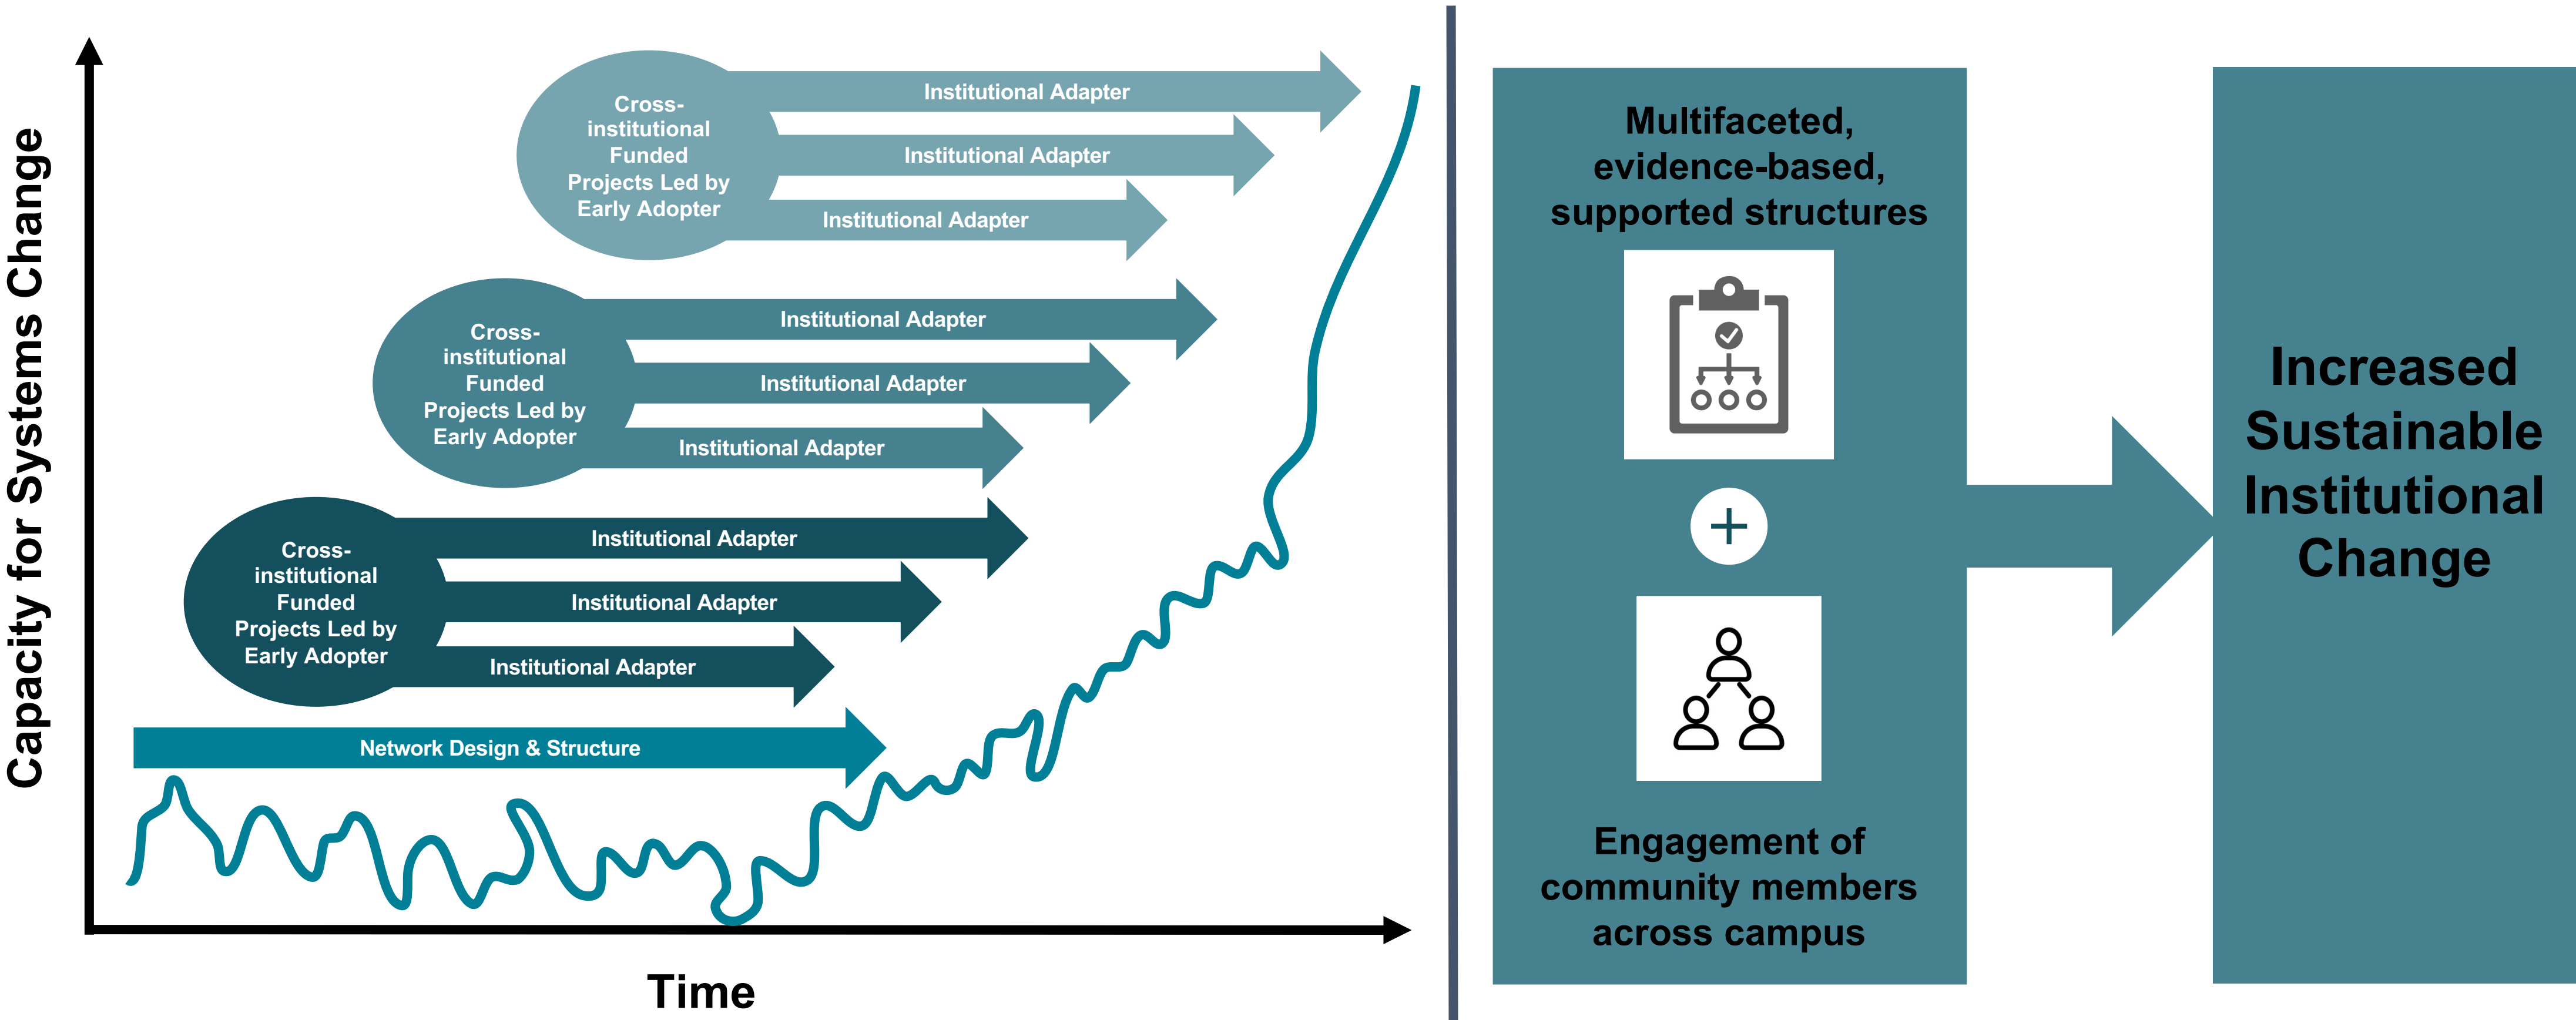 Capacity for Systems Change
Cross-
institutional
Funded
Projects Led by
Early Adopter
Institutional Adapter
Institutional Adapter
Institutional Adapter
Cross-
institutional
Funded
Projects Led by
Early Adopter
Institutional Adapter
Institutional Adapter
Institutional Adapter
Cross-
institutional
Funded
Projects Led by
Early Adopter
Institutional Adapter
Institutional Adapter
Institutional Adapter
Network Design & Structure
Time
Multifaceted,
evidence-based,
supported structures
+
Engagement of
community members
across campus
Increased
Sustainable
Institutional
Change